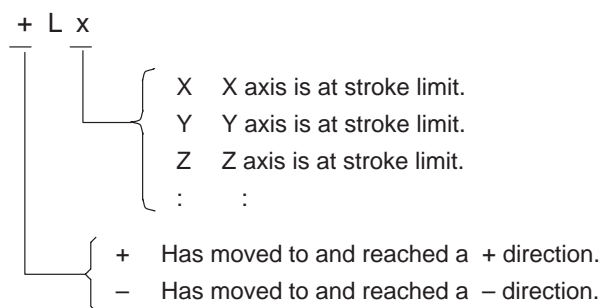 + L x
X X axis is at stroke limit.
Y Y axis is at stroke limit.
Z Z axis is at stroke limit.
: :
+ Has moved to and reached a + direction.
– Has moved to and reached a – direction.